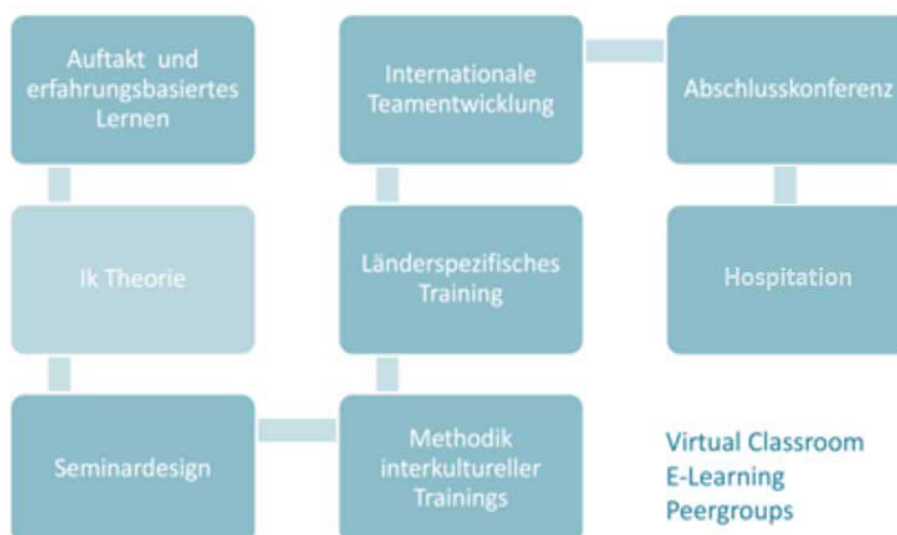 Auftakt und
erfahrungsbasiertes
Lernen
Ik Theorie
Seminardesign
Methodik
interkultureller
Trainings
Länderspezifisches
Training
Internationale
Teamentwicklung
Abschlusskonferenz
Hospitation
Virtual Classroom
E-Learning
Peergroups